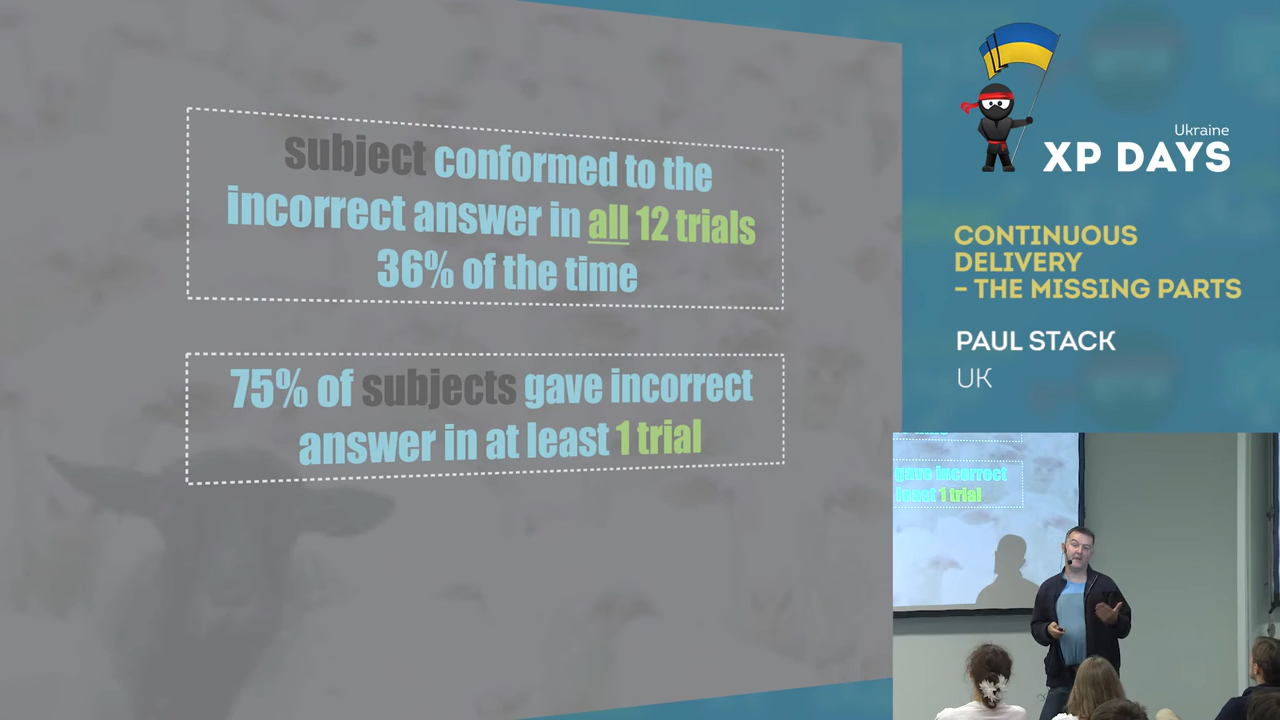 subject conformed to the
incorrect answer in all 12 trials
36% of the time
75% of subjects gave incorrect
answer in at least 1 trial
Ukraine
XP DAYS
CONTINUOUS
DELIVERY
– THE MISSING PARTS
PAUL STACK
UK
gave incorrect
least 1 trial